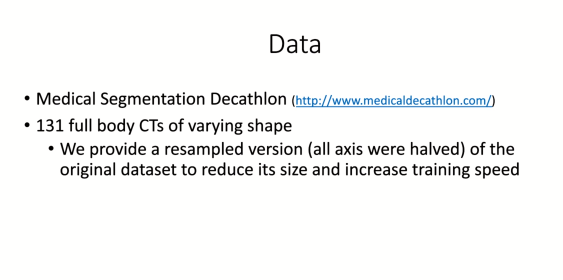 Data
• Medical Segmentation Decathlon (http://www.medicaldecathlon.com/)
• 131 full body CTs of varying shape
• We provide a resampled version (all axis were halved) of the
original dataset to reduce its size and increase training speed